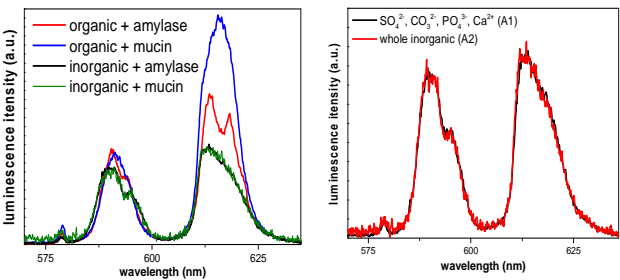 luminescence itensity (a.u.)
organic + amylase
organic + mucin
inorganic + amylase
inorganic + mucin
575 600 625
wavelength (nm)
luminescence itensity (a.u.)
SO₄²⁻, CO₃²⁻, PO₄³⁻, Ca²⁺ (A1)
whole inorganic (A2)
575 600 625
wavelength (nm)